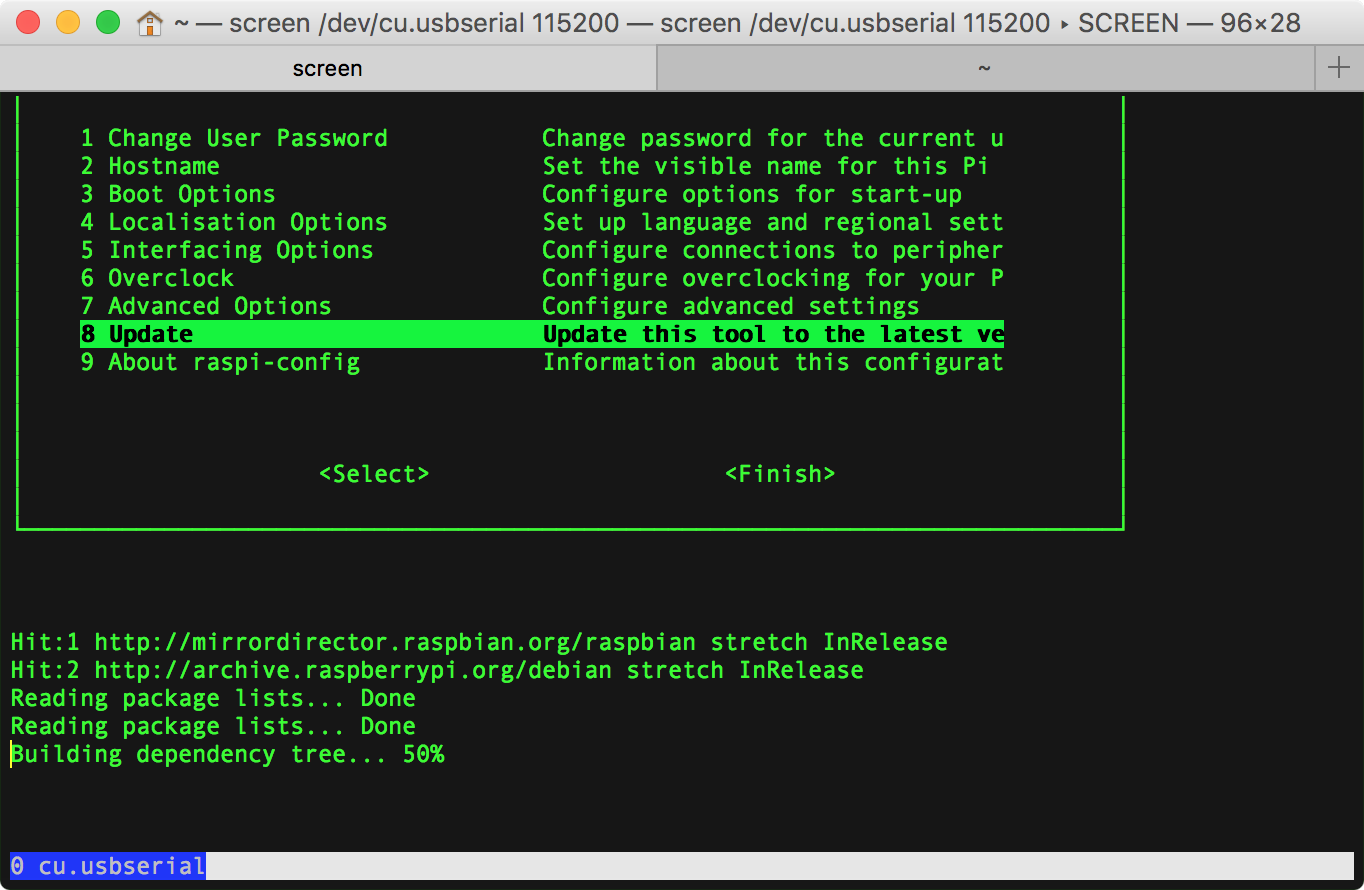 ~ — screen /dev/cu.usbserial 115200 — screen /dev/cu.usbserial 115200 ▸ SCREEN — 96×28
screen ~ +
1 Change User Password Change password for the current u
2 Hostname Set the visible name for this Pi
3 Boot Options Configure options for start-up
4 Localisation Options Set up language and regional sett
5 Interfacing Options Configure connections to peripher
6 Overclock Configure overclocking for your P
7 Advanced Options Configure advanced settings
8 Update Update this tool to the latest ve
9 About raspi-config Information about this configurat
<Select> <Finish>
Hit:1 http://mirrordirector.raspbian.org/raspbian stretch InRelease
Hit:2 http://archive.raspberrypi.org/debian stretch InRelease
Reading package lists... Done
Reading package lists... Done
Building dependency tree... 50%
0 cu.usbserial